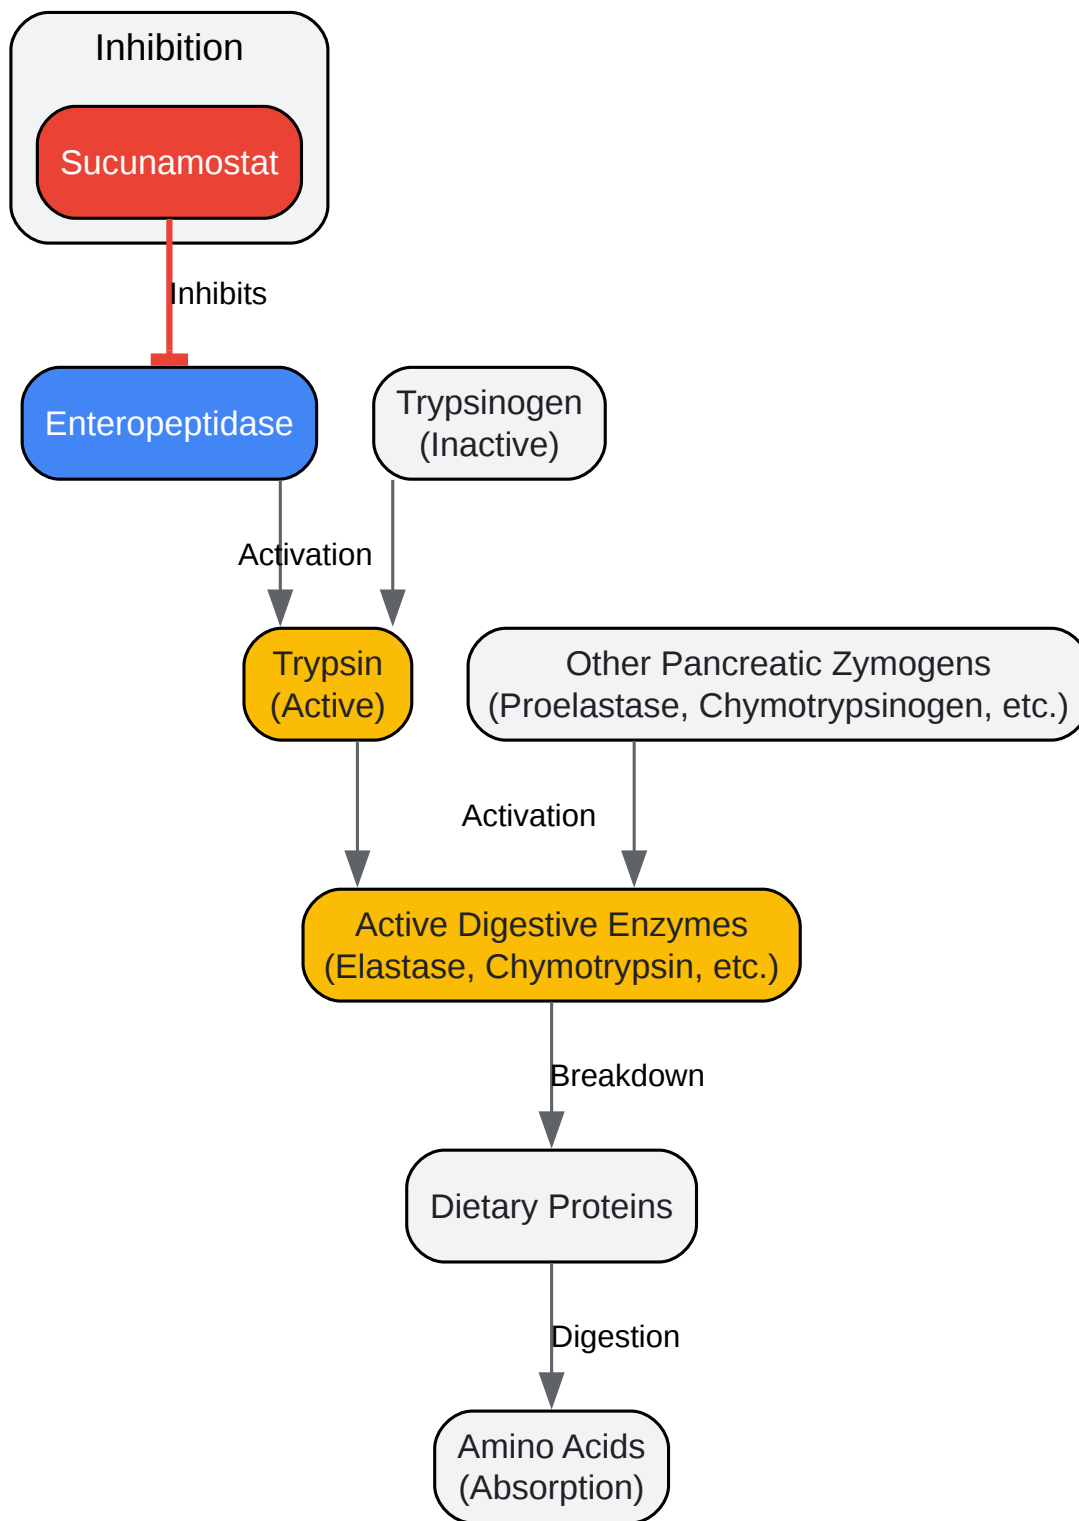 Inhibition
Sucunamostat
Inhibits
Enteropeptidase
Trypsinogen
(Inactive)
Activation
Trypsin
(Active)
Other Pancreatic Zymogens
(Proelastase, Chymotrypsinogen, etc.)
Activation
Active Digestive Enzymes
(Elastase, Chymotrypsin, etc.)
Breakdown
Dietary Proteins
Digestion
Amino Acids
(Absorption)